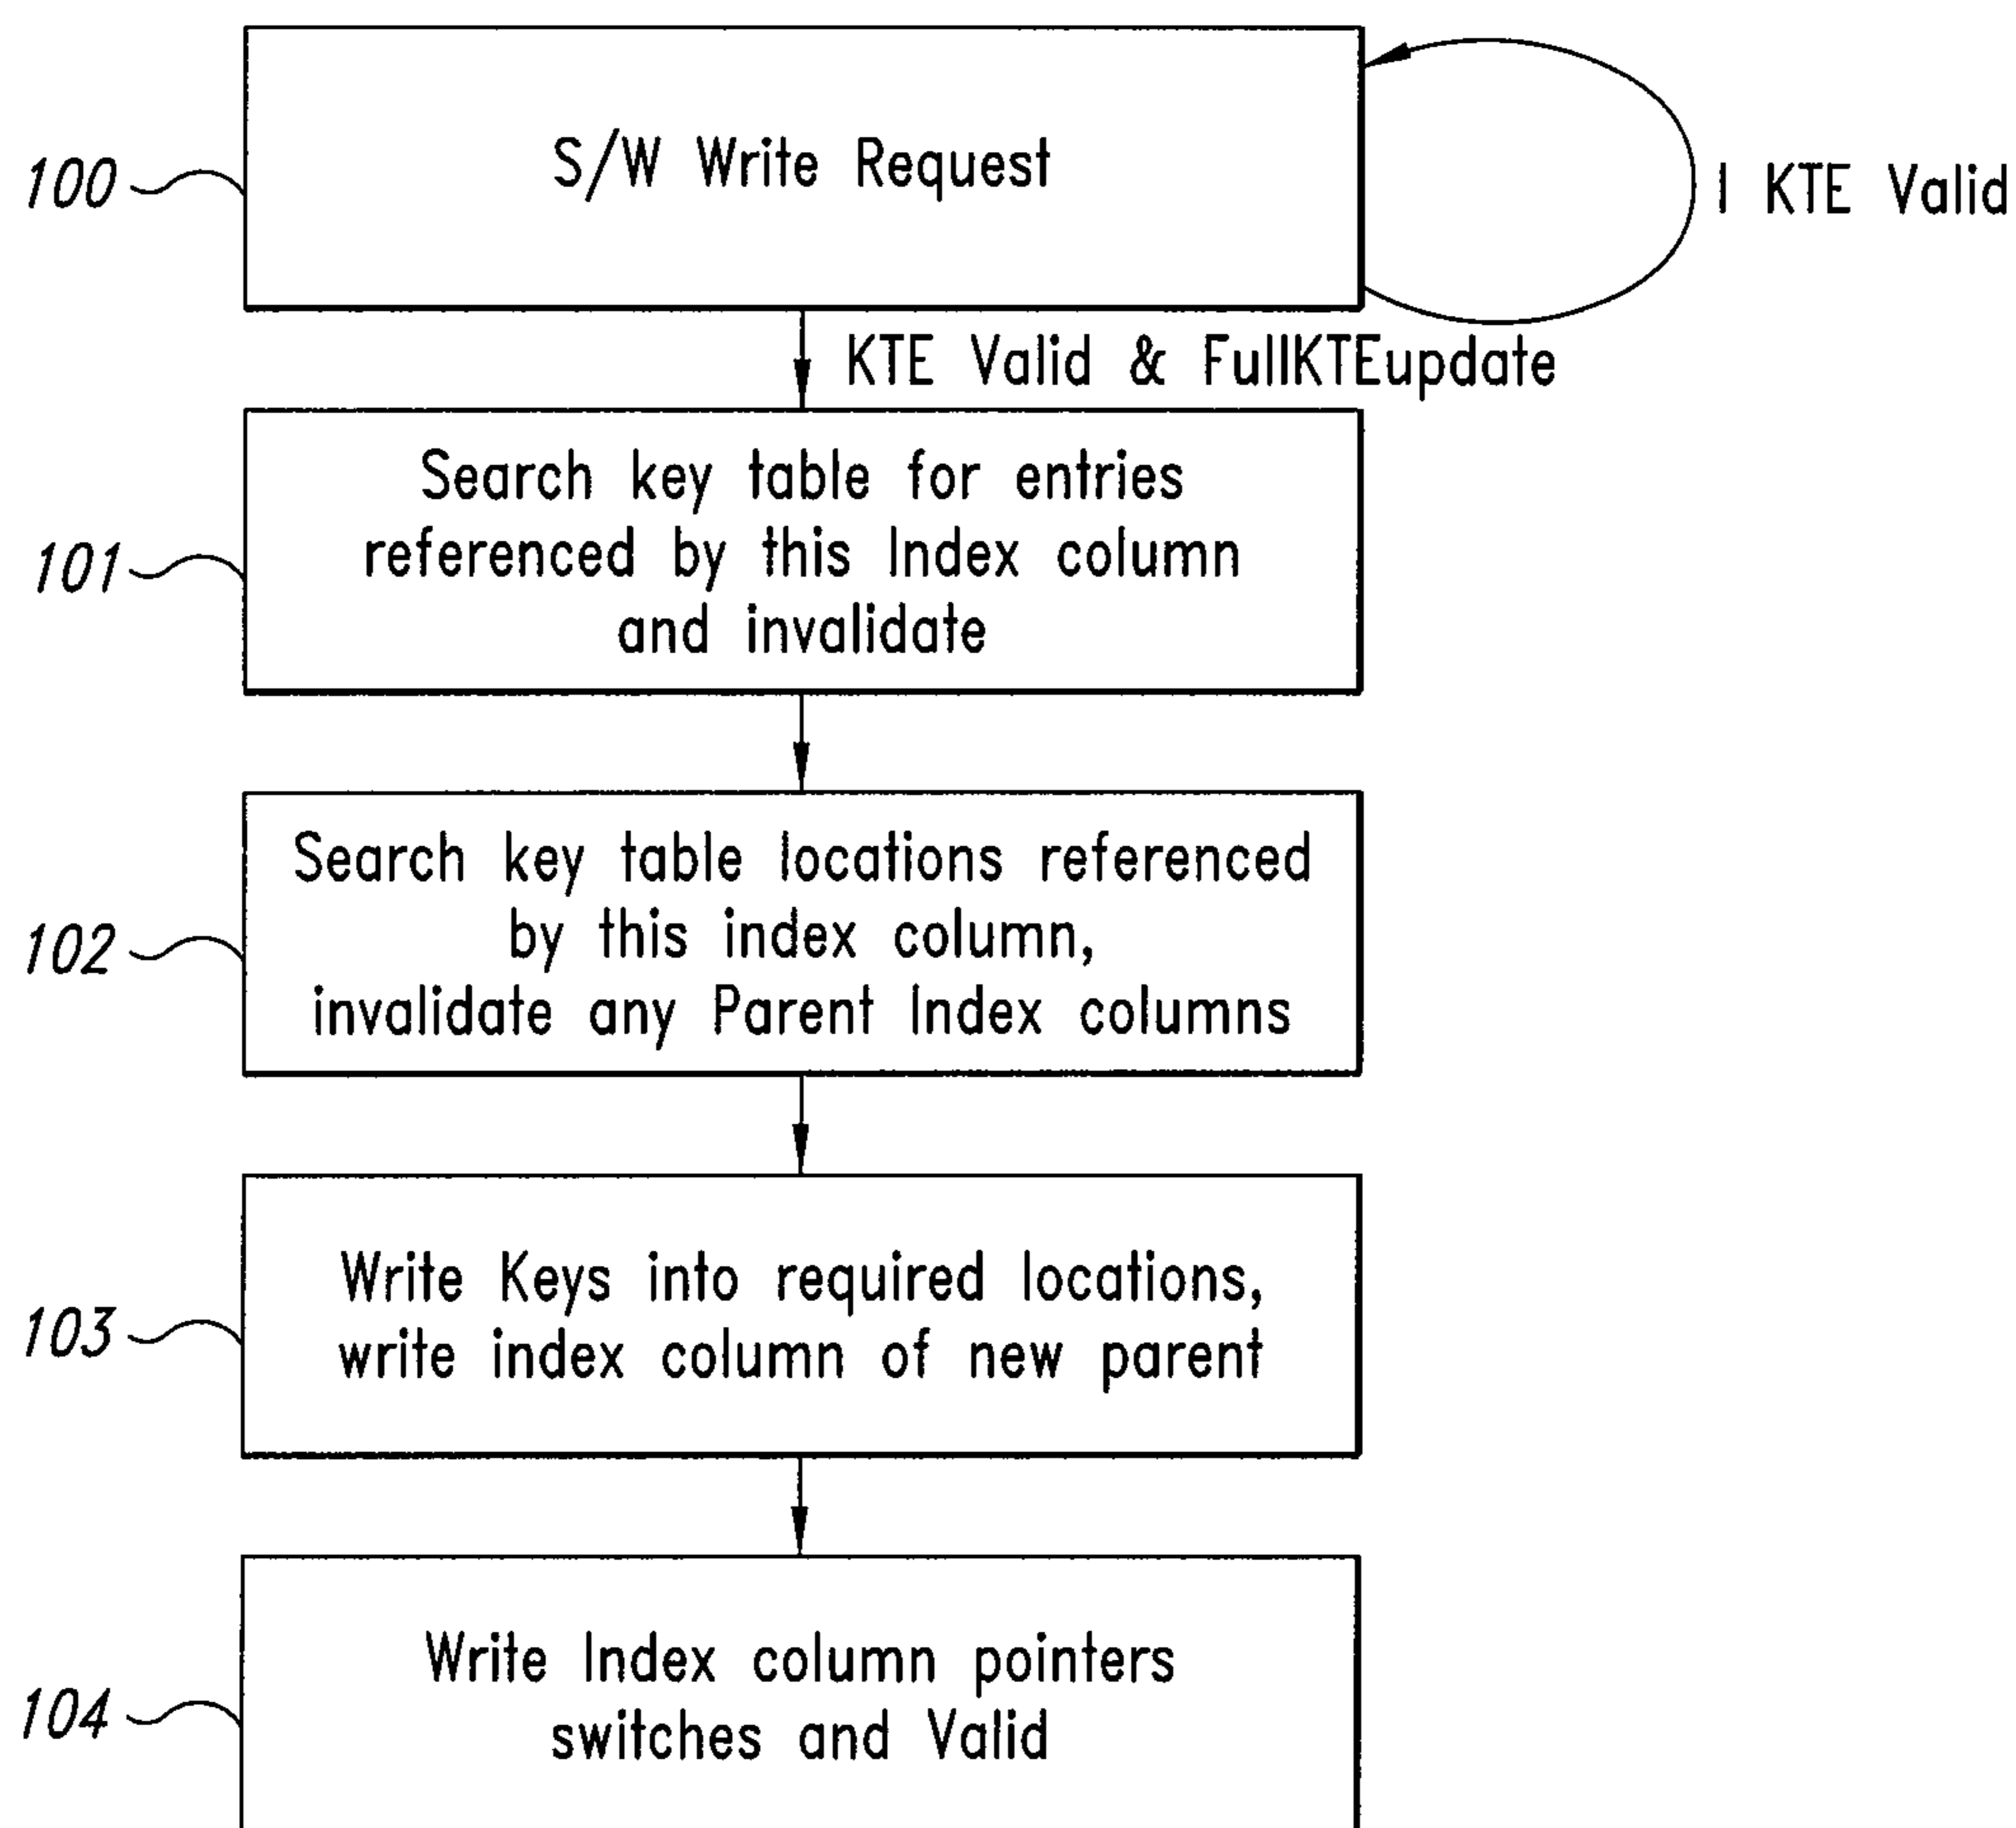 100
S/W Write Request
I KTE Valid
KTE Valid & FullKTEupdate
101
Search key table for entries
referenced by this Index column
and invalidate
102
Search key table locations referenced
by this index column,
invalidate any Parent Index columns
103
Write Keys into required locations,
write index column of new parent
104
Write Index column pointers
switches and Valid